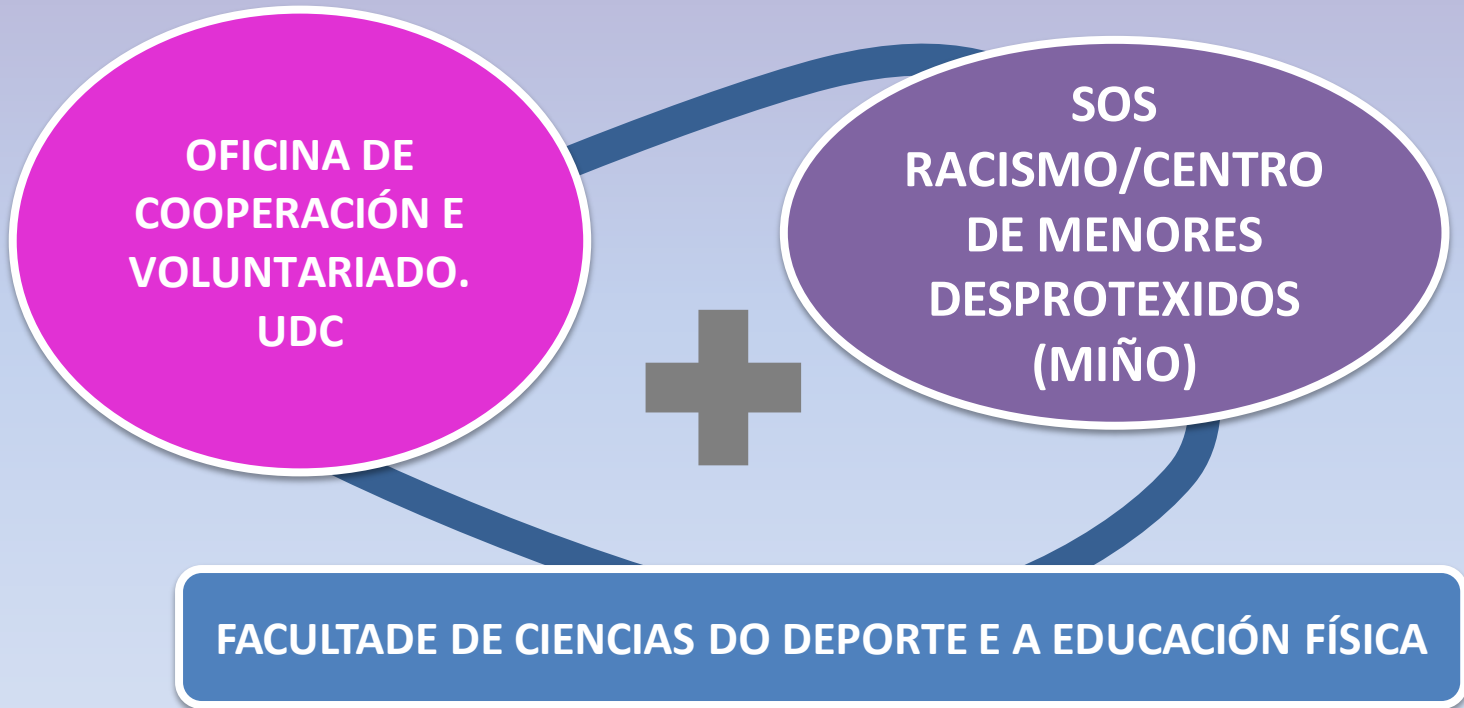 OFICINA DE
COOPERACIÓN E
VOLUNTARIADO.
UDC
SOS
RACISMO/CENTRO
DE MENORES
DESPROTEXIDOS
(MIÑO)
FACULTADE DE CIENCIAS DO DEPORTE E A EDUCACIÓN FÍSICA